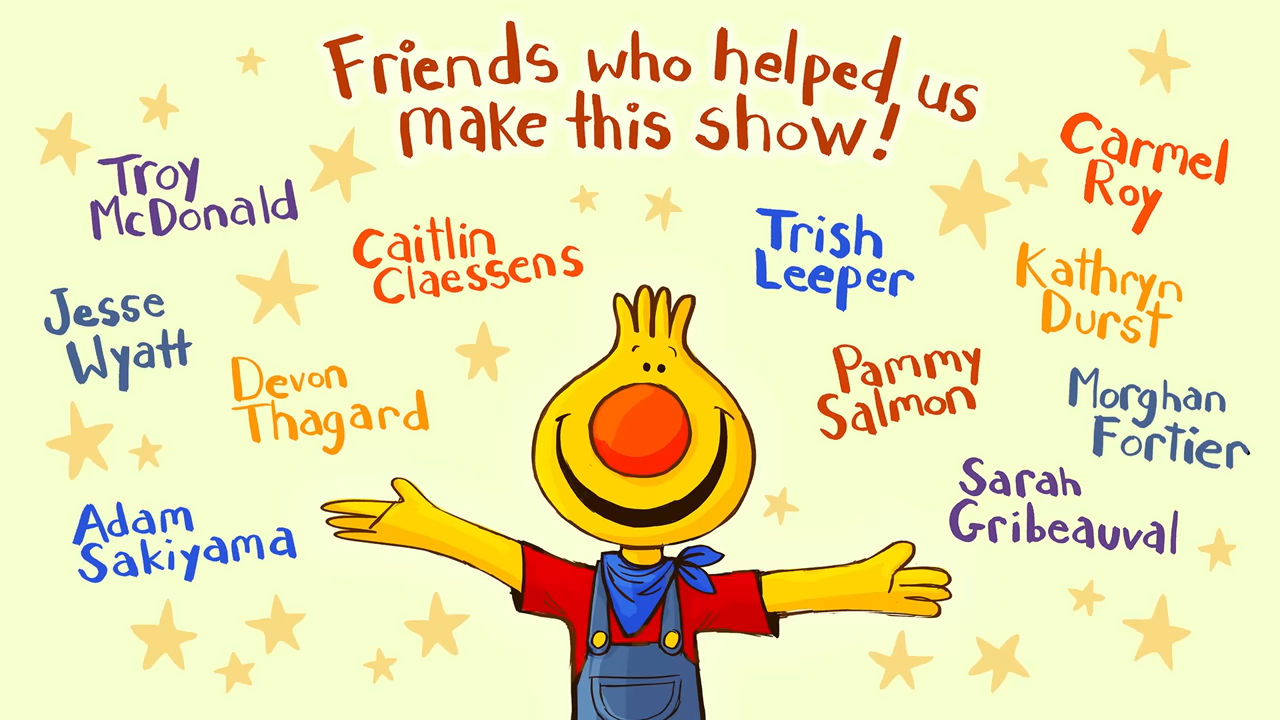 Friends who helped us
make this show!
Troy
McDonald
Caitlin
Claessens
Trish
Leeper
Carmel
Roy
Jesse
Wyatt
Devon
Thagard
Kathryn
Durst
Pammy
Salmon
Morghan
Fortier
Adam
Sakiyama
Sarah
Gribeauval